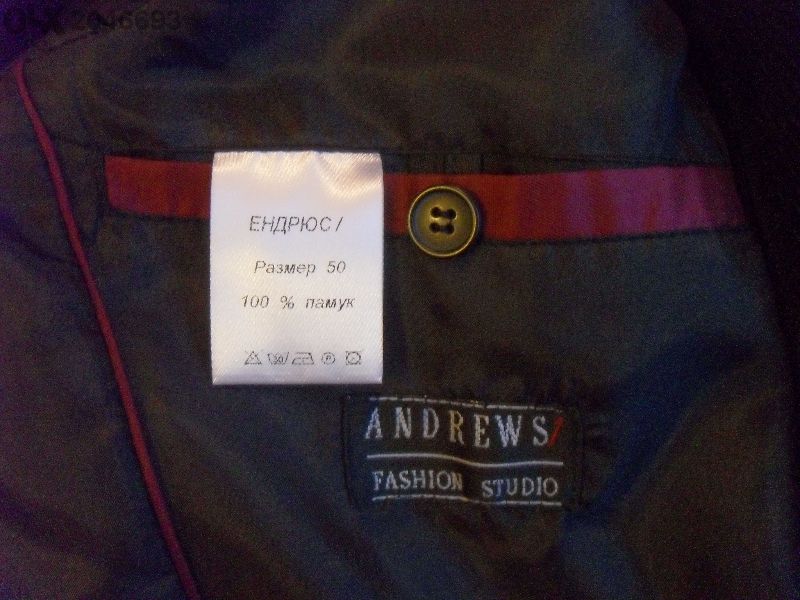 ЕНДРЮС/
Размер 50
100 % памук
ANDREWS/
FASHION STUDIO